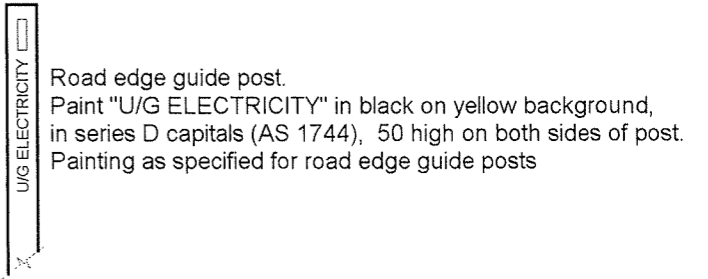 U/G ELECTRICITY
Road edge guide post.
Paint "U/G ELECTRICITY" in black on yellow background,
in series D capitals (AS 1744), 50 high on both sides of post.
Painting as specified for road edge guide posts